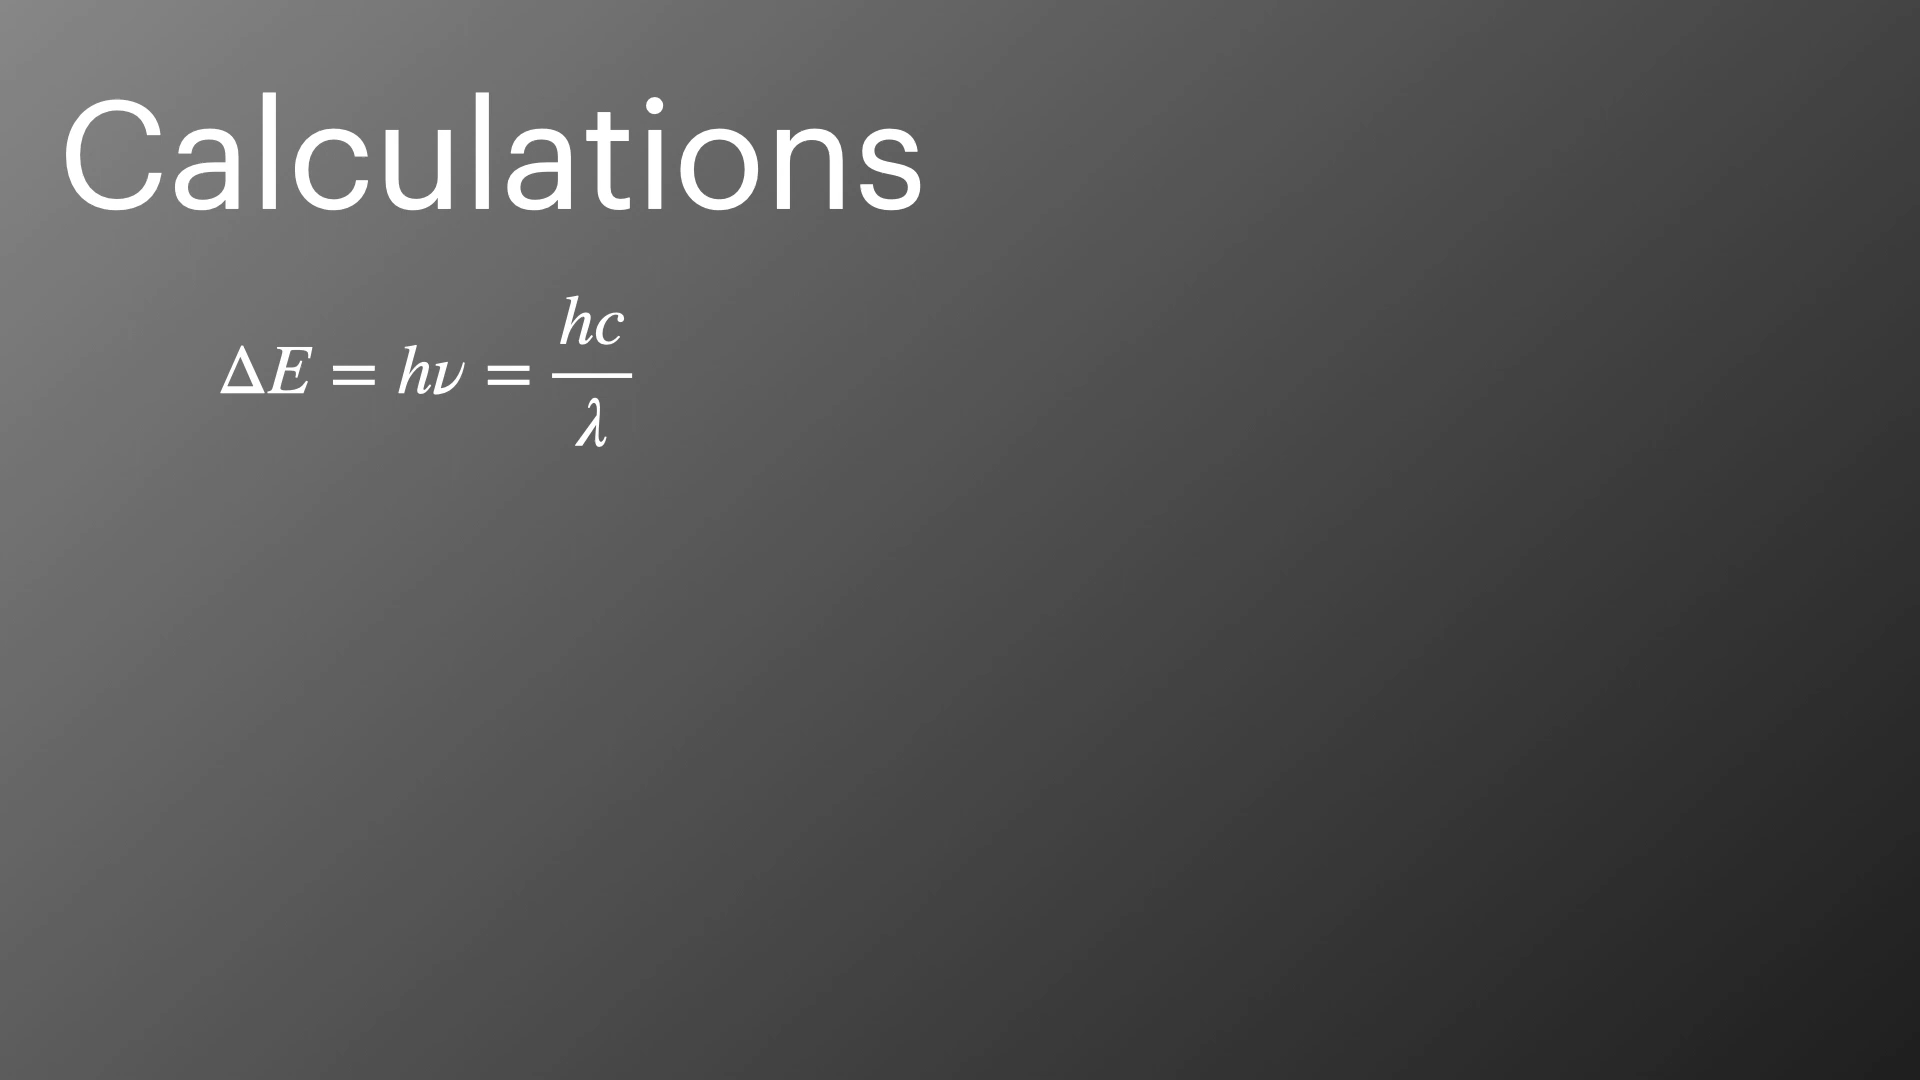 Calculations
ΔE = hν = hc/λ